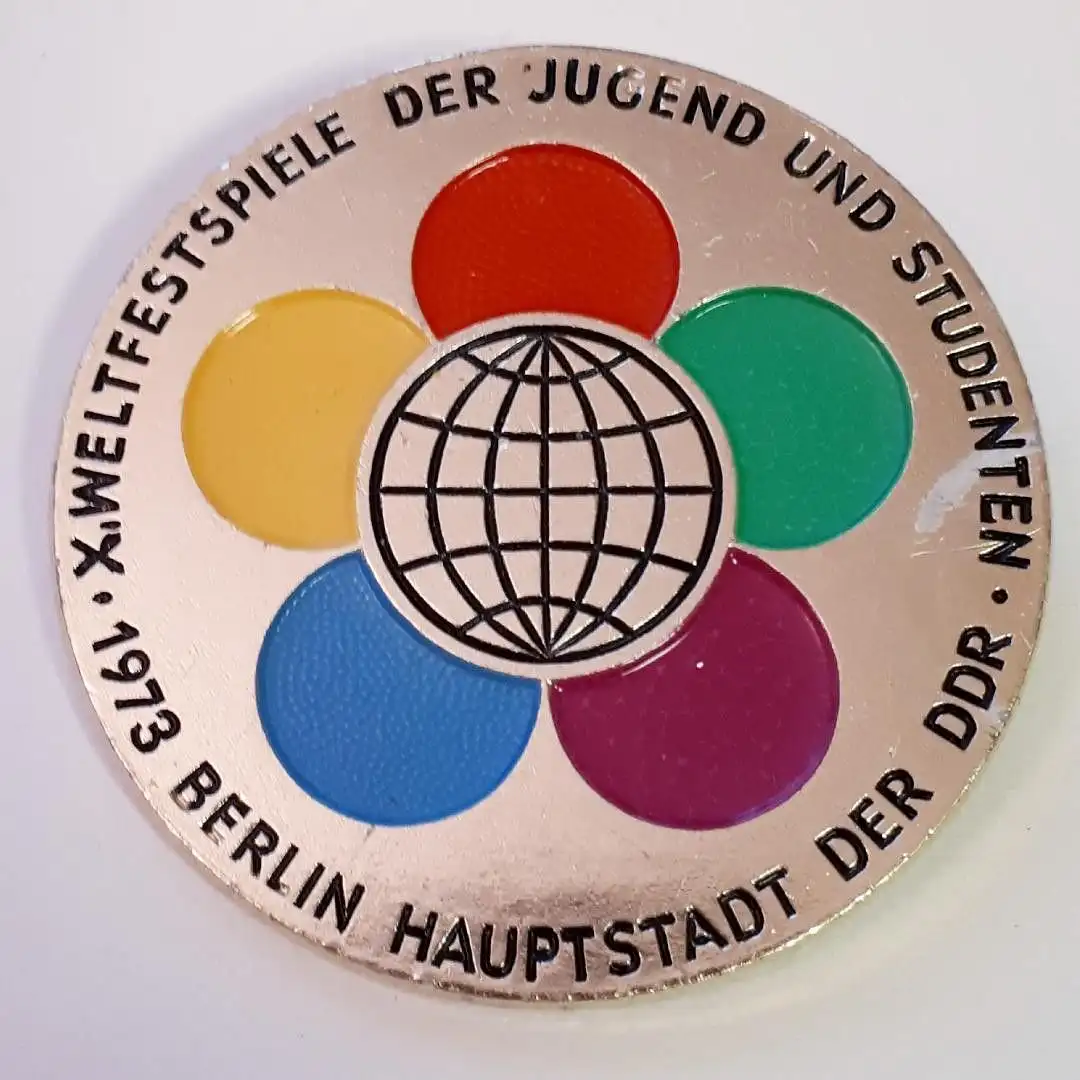 X.WELTFESTSPIELE DER JUGEND UND STUDENTEN
• 1973 BERLIN HAUPTSTADT DER DDR •